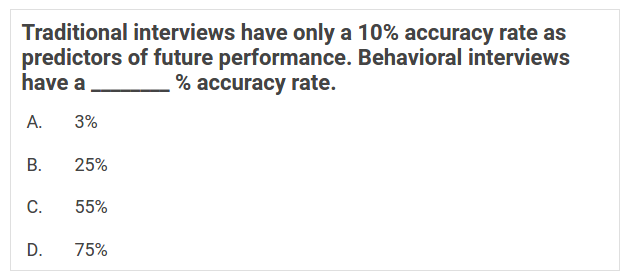 Traditional interviews have only a 10% accuracy rate as
predictors of future performance. Behavioral interviews
have a ________ % accuracy rate.
A. 3%
B. 25%
C. 55%
D. 75%